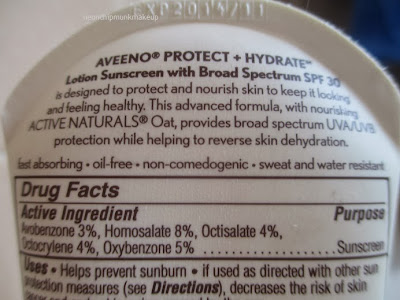 EXP2014/11
AVEENO® PROTECT + HYDRATE™
Lotion Sunscreen with Broad Spectrum SPF 30
is designed to protect and nourish skin to keep it looking
and feeling healthy. This advanced formula, with nourishing
ACTIVE NATURALS® Oat, provides broad spectrum UVA/UVB
protection while helping to reverse skin dehydration.
fast absorbing • oil-free • non-comedogenic • sweat and water resistant
Drug Facts
Active Ingredient Purpose
Avobenzone 3%, Homosalate 8%, Octisalate 4%,
Octocrylene 4%, Oxybenzone 5% ............ Sunscreen
Uses • Helps prevent sunburn • if used as directed with other sun
protection measures (see Directions), decreases the risk of skin